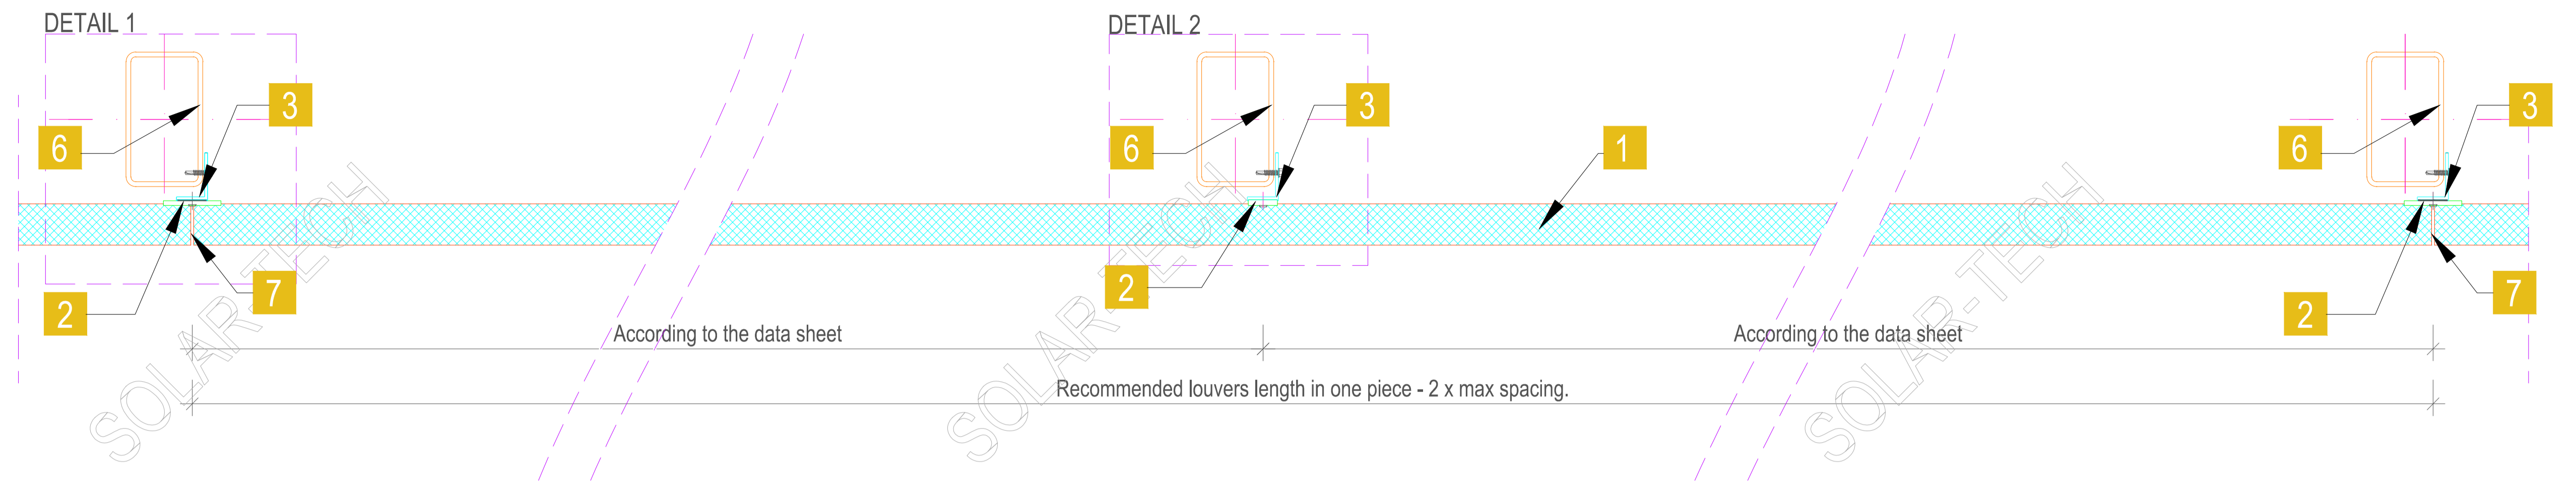 DETAIL 1
DETAIL 2
3
3
3
6
6
1
6
2
7
2
2
7
According to the data sheet
According to the data sheet
Recommended louvers length in one piece - 2 x max spacing.
SOLAR-TECH
SOLAR-TECH
SOLAR-TECH